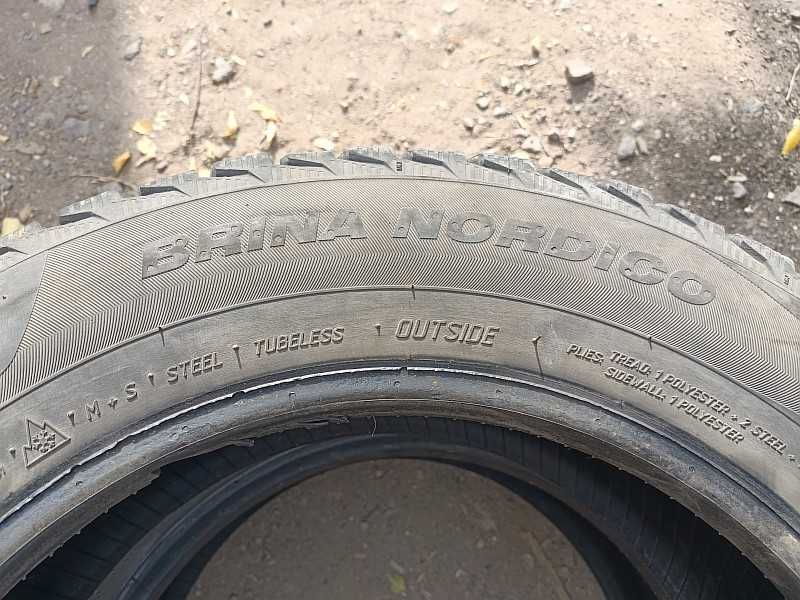 BRINA NORDICO
M + S STEEL TUBELESS OUTSIDE
TREAD: 1 POLYESTER + 2 STEEL +
PLIES, SIDEWALL: 1 POLYESTER